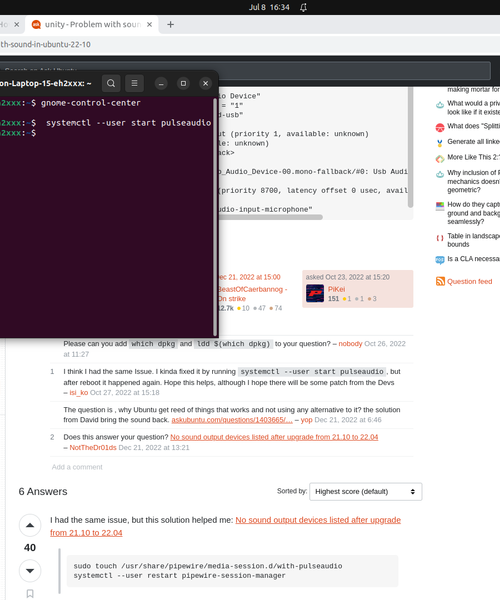 Jul 8  16:34
unity - Problem with soun
th-sound-in-ubuntu-22-10
on-Laptop-15-eh2xxx: ~
h2xxx:~$ gnome-control-center
h2xxx:~$  systemctl --user start pulseaudio
h2xxx:~$
io Device"
= "1"
d-usb"
ut (priority 1, available: unknown)
le: unknown)
ack>
o_Audio_Device-00.mono-fallback/#0: Usb Audi
(priority 8700, latency offset 0 usec, avail
udio-input-microphone"
making mortar for
What would a priv
look like if it existe
What does "Splitti
Generate all linked
More Like This 2:
Why inclusion of P
mechanics doesn'
geometric?
How do they captu
ground and backg
seamlessly?
Table in landscap
bounds
Is a CLA necessa
Question feed
Dec 21, 2022 at 15:00
BeastOfCaerbannog -
On strike
12.7k 10 47 74
asked Oct 23, 2022 at 15:20
PiKei
151 1 1 3
Please can you add which dpkg and ldd $(which dpkg) to your question? – nobody Oct 26, 2022
at 11:27
1 I think I had the same Issue. I kinda fixed it by running systemctl --user start pulseaudio, but
after reboot it happened again. Hope this helps, although I hope there will be some patch from the Devs
– isi_ko Oct 27, 2022 at 15:18
The question is , why Ubuntu get reed of things that works and not using any alternative to it? the solution
from David bring the sound back. askubuntu.com/questions/1403665/… – yop Dec 21, 2022 at 6:46
2 Does this answer your question? No sound output devices listed after upgrade from 21.10 to 22.04
– NotTheDr01ds Dec 21, 2022 at 13:21
Add a comment
6 Answers
Sorted by:
Highest score (default)
I had the same issue, but this solution helped me: No sound output devices listed after upgrade
from 21.10 to 22.04
40
sudo touch /usr/share/pipewire/media-session.d/with-pulseaudio
systemctl --user restart pipewire-session-manager